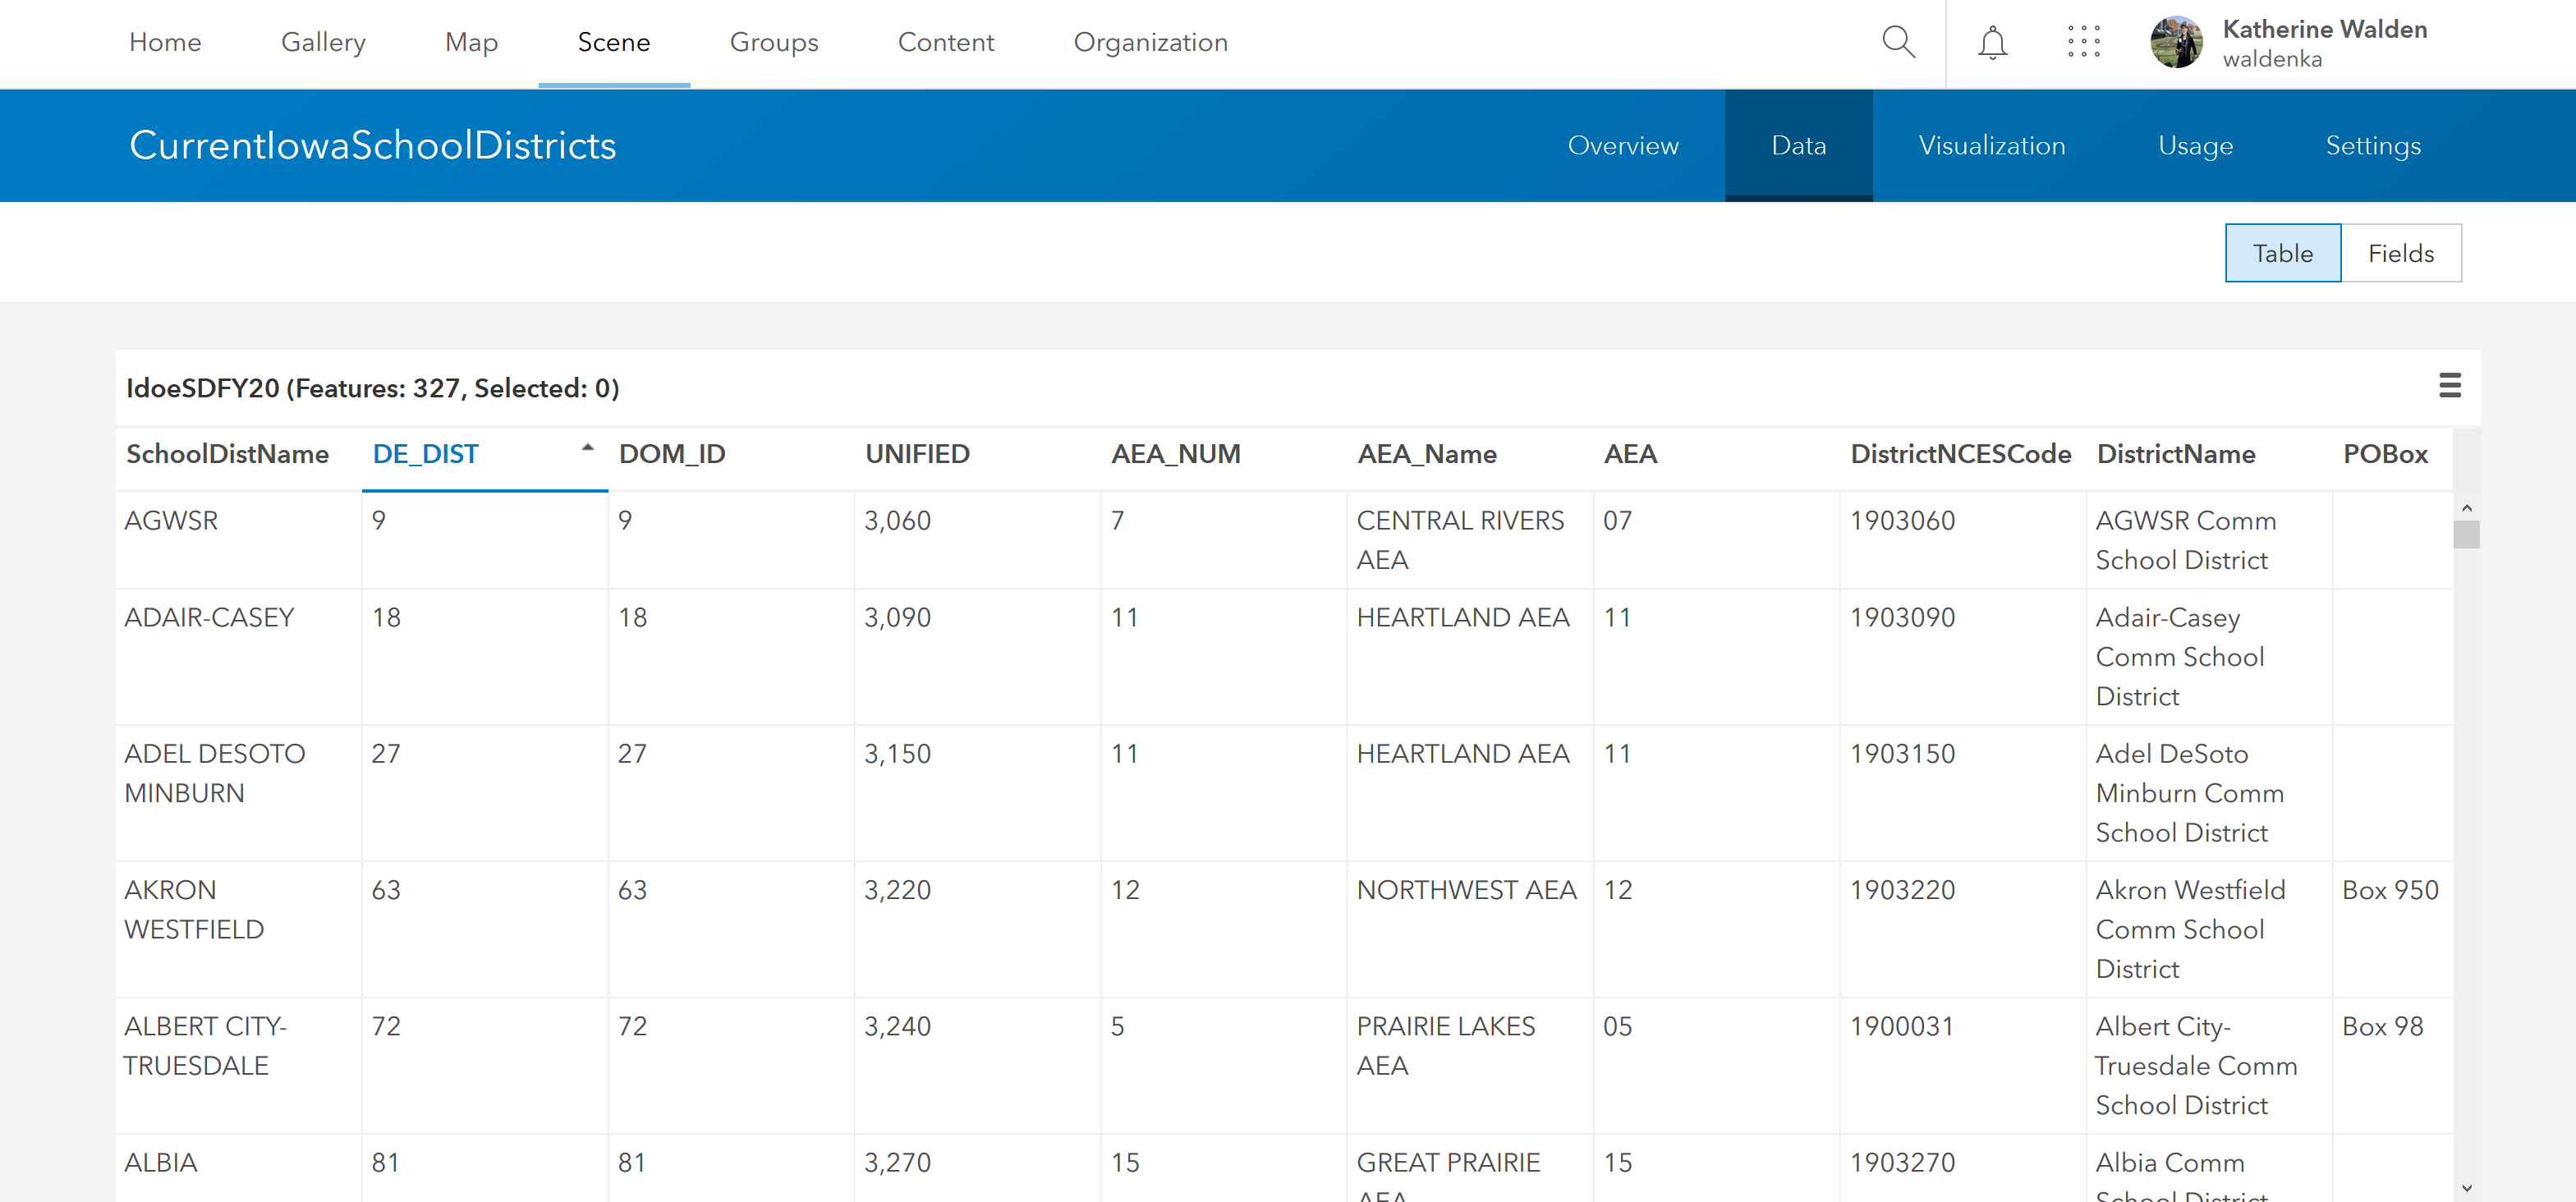 Home Gallery Map Scene Groups Content Organization
Katherine Walden
waldenka
CurrentIowaSchoolDistricts Overview Data Visualization Usage Settings
Table Fields
IdoeSDFY20 (Features: 327, Selected: 0)
SchoolDistName DE_DIST DOM_ID UNIFIED AEA_NUM AEA_Name AEA DistrictNCESCode DistrictName POBox
AGWSR 9 9 3,060 7 CENTRAL RIVERS 07 1903060 AGWSR Comm
AEA School District
ADAIR-CASEY 18 18 3,090 11 HEARTLAND AEA 11 1903090 Adair-Casey
Comm School
District
ADEL DESOTO 27 27 3,150 11 HEARTLAND AEA 11 1903150 Adel DeSoto
MINBURN Minburn Comm
School District
AKRON 63 63 3,220 12 NORTHWEST AEA 12 1903220 Akron Westfield Box 950
WESTFIELD Comm School
District
ALBERT CITY- 72 72 3,240 5 PRAIRIE LAKES 05 1900031 Albert City- Box 98
TRUESDALE AEA Truesdale Comm
School District
ALBIA 81 81 3,270 15 GREAT PRAIRIE 15 1903270 Albia Comm
AEA School District